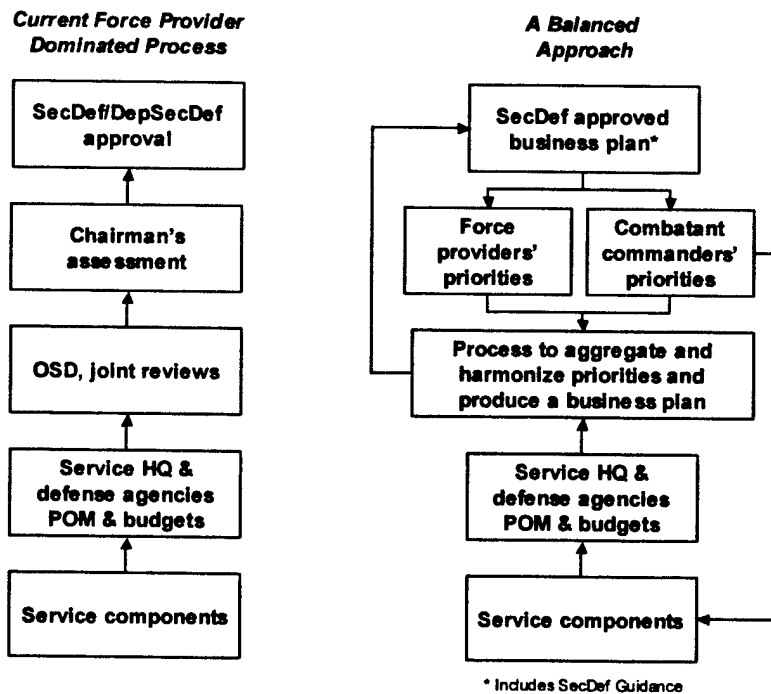 Current Force Provider
Dominated Process
SecDef/DepSecDef
approval
Chairman's
assessment
OSD, joint reviews
Service HQ &
defense agencies
POM & budgets
Service components
A Balanced
Approach
SecDef approved
business plan*
Force
providers'
priorities
Combatant
commanders'
priorities
Process to aggregate and
harmonize priorities and
produce a business plan
Service HQ &
defense agencies
POM & budgets
Service components
* Includes SecDef Guidance